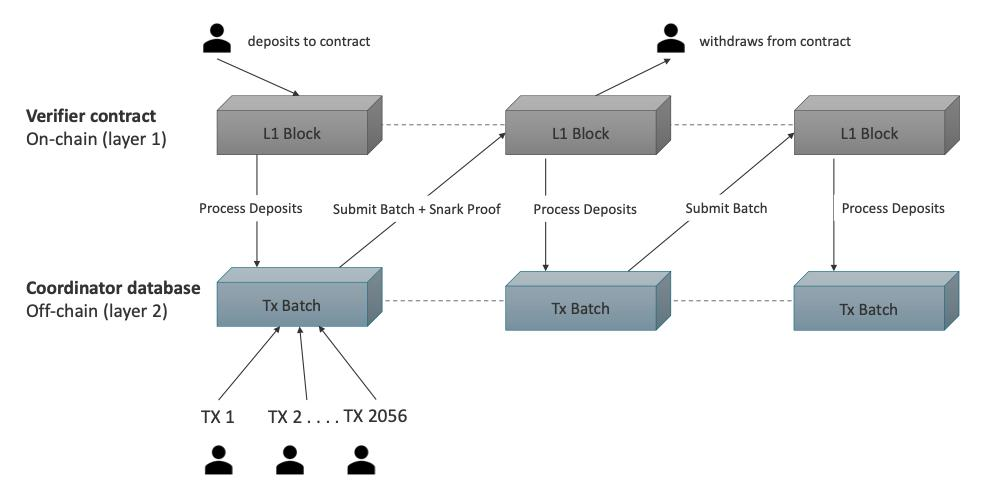 deposits to contract
withdraws from contract
Verifier contract
On-chain (layer 1)
L1 Block
L1 Block
L1 Block
Process Deposits
Submit Batch + Snark Proof
Process Deposits
Submit Batch
Process Deposits
Coordinator database
Off-chain (layer 2)
Tx Batch
Tx Batch
Tx Batch
TX 1
TX 2 . . . . TX 2056